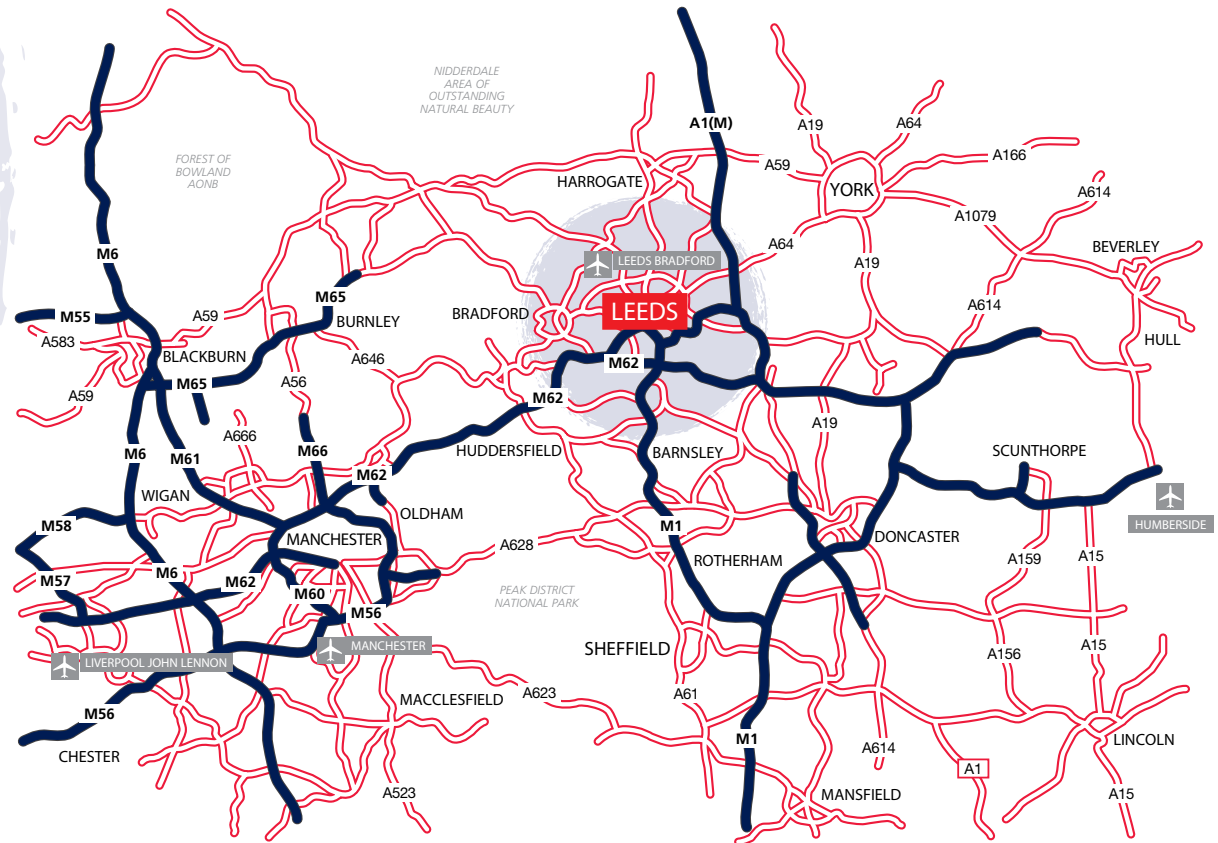 NIDDERDALE
AREA OF
OUTSTANDING
NATURAL BEAUTY
A1(M)
A19
A64
A166
FOREST OF
BOWLAND
AONB
HARROGATE
A59
YORK
A614
A1079
M6
A64
BEVERLEY
LEEDS BRADFORD
A19
M65
A614
M55
A59
BURNLEY
BRADFORD
LEEDS
A583
BLACKBURN
A646
M62
HULL
M65
A56
A59
M62
A666
A19
M6
M61
M66
HUDDERSFIELD
BARNSLEY
SCUNTHORPE
M62
WIGAN
OLDHAM
M58
M1
HUMBERSIDE
MANCHESTER
A628
DONCASTER
ROTHERHAM
A159
A15
M57
M6
M62
M60
PEAK DISTRICT
NATIONAL PARK
M56
MANCHESTER
SHEFFIELD
A156
A15
LIVERPOOL JOHN LENNON
A623
A61
MACCLESFIELD
M56
M1
A614
LINCOLN
CHESTER
A1
A523
MANSFIELD
A15